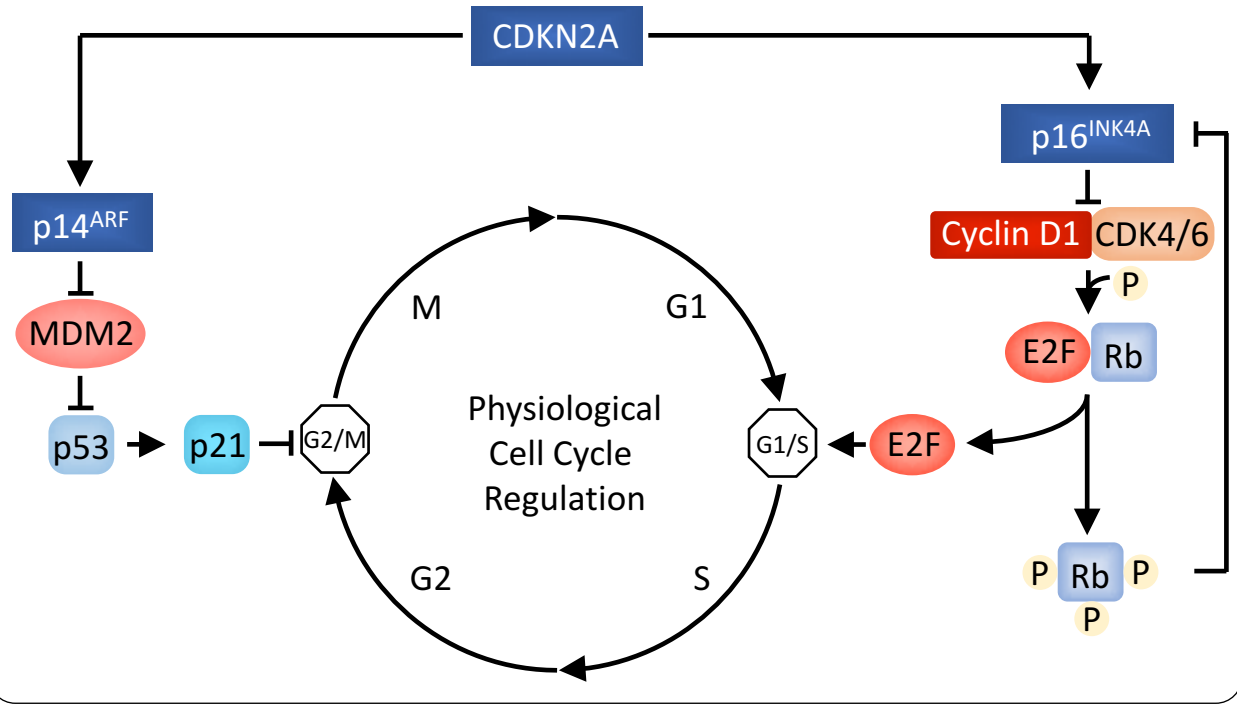 CDKN2A
p16INK4A
p14ARF
Cyclin D1
CDK4/6
P
MDM2
M
G1
E2F
Rb
p53
p21
G2/M
Physiological
Cell Cycle
Regulation
G1/S
E2F
G2
S
P
Rb
P
P